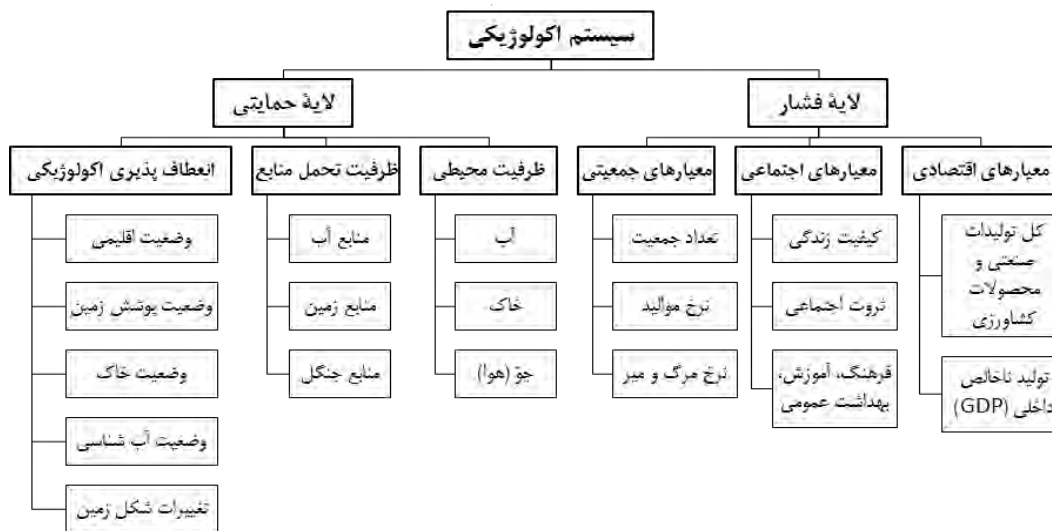 سیستم اکولوژیکی
لایۀ فشار
لایۀ حمایتی
معیارهای اقتصادی
معیارهای اجتماعی
معیارهای جمعیتی
ظرفیت محیطی
ظرفیت تحمل منابع
انعطاف پذیری اکولوژیکی
کل تولیدات
صنعتی و
محصولات
کشاورزی
تولید ناخالص
داخلی (GDP)
کیفیت زندگی
ثروت اجتماعی
فرهنگ، آموزش،
بهداشت عمومی
تعداد جمعیت
نرخ موالید
نرخ مرگ و میر
آب
خاک
جوّ (هوا)
منابع آب
منابع زمین
منابع جنگل
وضعیت اقلیمی
وضعیت پوشش زمین
وضعیت خاک
وضعیت آب شناسی
تغییرات شکل زمین